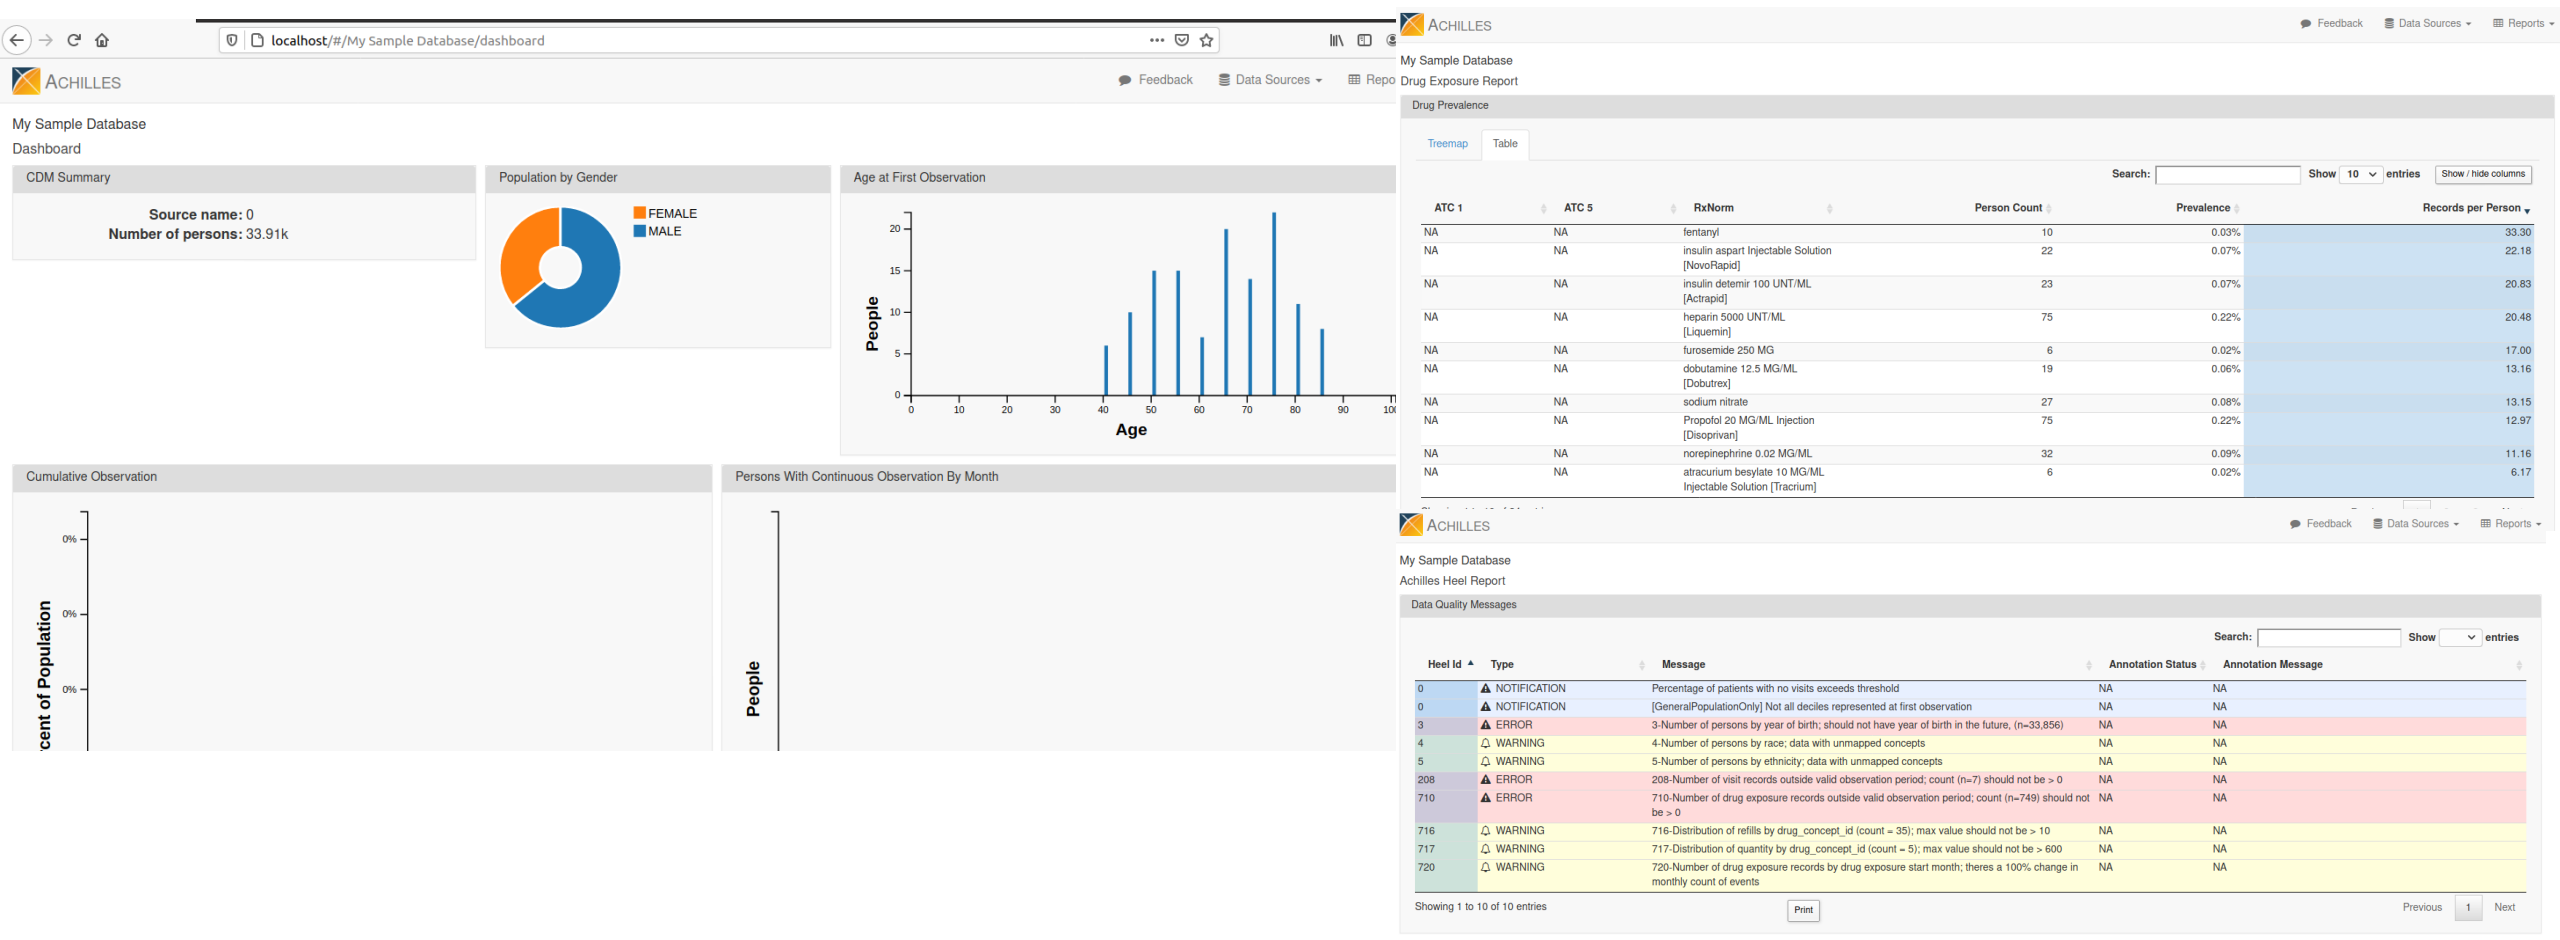 localhost/#/My Sample Database/dashboard
ACHILLES
Feedback
Data Sources
Repo
My Sample Database
Dashboard
CDM Summary
Source name: 0
Number of persons: 33.91k
Population by Gender
FEMALE
MALE
Age at First Observation
20
15
10
5
0
People
0 10 20 30 40 50 60 70 80 90 100
Age
Cumulative Observation
0%
0%
0%
cent of Population
Persons With Continuous Observation By Month
People
ACHILLES
Feedback
Data Sources
Reports
My Sample Database
Drug Exposure Report
Drug Prevalence
Treemap Table
Search: Show 10 entries Show / hide columns
ATC 1 ATC 5 RxNorm Person Count Prevalence Records per Person
NA NA fentanyl 10 0.03% 33.30
NA NA insulin aspart Injectable Solution 22 0.07% 22.18
[NovoRapid]
NA NA insulin detemir 100 UNT/ML 23 0.07% 20.83
[Actrapid]
NA NA heparin 5000 UNT/ML 75 0.22% 20.48
[Liquemin]
NA NA furosemide 250 MG 6 0.02% 17.00
NA NA dobutamine 12.5 MG/ML 19 0.06% 13.16
[Dobutrex]
NA NA sodium nitrate 27 0.08% 13.15
NA NA Propofol 20 MG/ML Injection 75 0.22% 12.97
[Disoprivan]
NA NA norepinephrine 0.02 MG/ML 32 0.09% 11.16
NA NA atracurium besylate 10 MG/ML 6 0.02% 6.17
Injectable Solution [Tracrium]
ACHILLES
Feedback
Data Sources
Reports
My Sample Database
Achilles Heel Report
Data Quality Messages
Search: Show entries
Heel Id Type Message Annotation Status Annotation Message
0 NOTIFICATION Percentage of patients with no visits exceeds threshold NA NA
0 NOTIFICATION [GeneralPopulationOnly] Not all deciles represented at first observation NA NA
3 ERROR 3-Number of persons by year of birth; should not have year of birth in the future, (n=33,856) NA NA
4 WARNING 4-Number of persons by race; data with unmapped concepts NA NA
5 WARNING 5-Number of persons by ethnicity; data with unmapped concepts NA NA
208 ERROR 208-Number of visit records outside valid observation period; count (n=7) should not be > 0 NA NA
710 ERROR 710-Number of drug exposure records outside valid observation period; count (n=749) should not NA NA
be > 0
716 WARNING 716-Distribution of refills by drug_concept_id (count = 35); max value should not be > 10 NA NA
717 WARNING 717-Distribution of quantity by drug_concept_id (count = 5); max value should not be > 600 NA NA
720 WARNING 720-Number of drug exposure records by drug exposure start month; theres a 100% change in NA NA
monthly count of events
Showing 1 to 10 of 10 entries
Print
Previous 1 Next